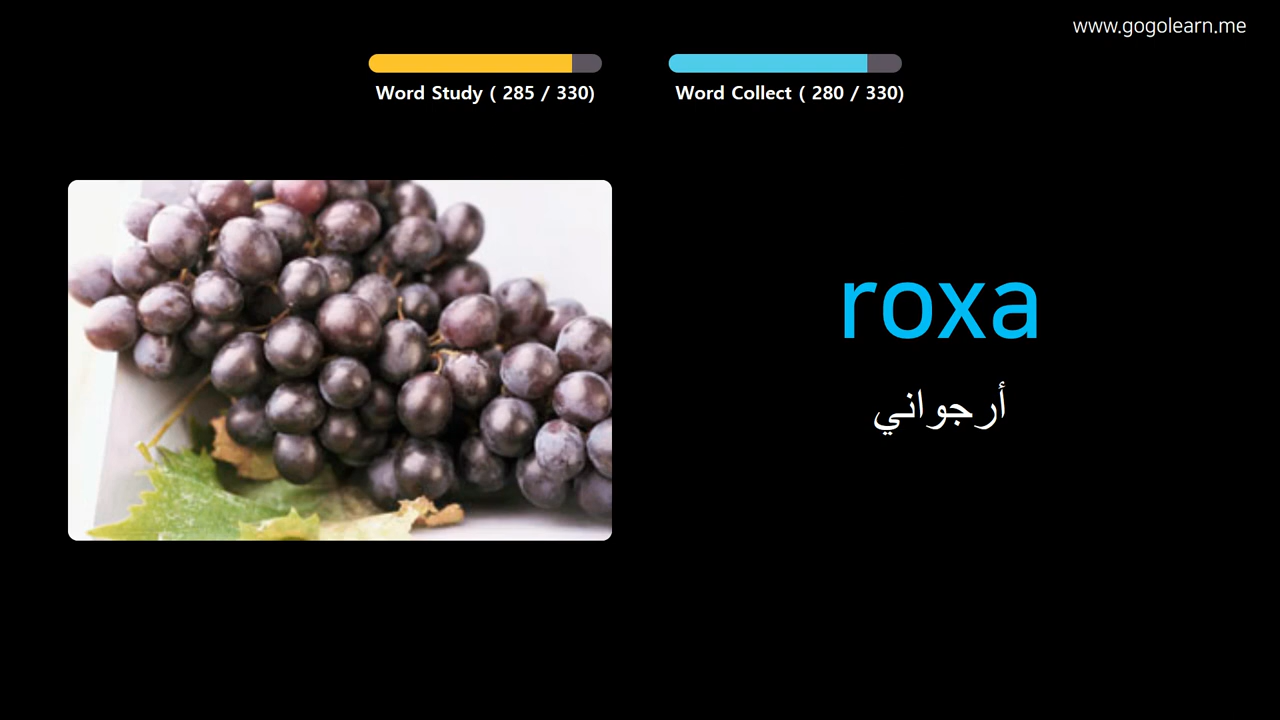 www.gogolearn.me
Word Study ( 285 / 330)
Word Collect ( 280 / 330)
roxa
أرجواني